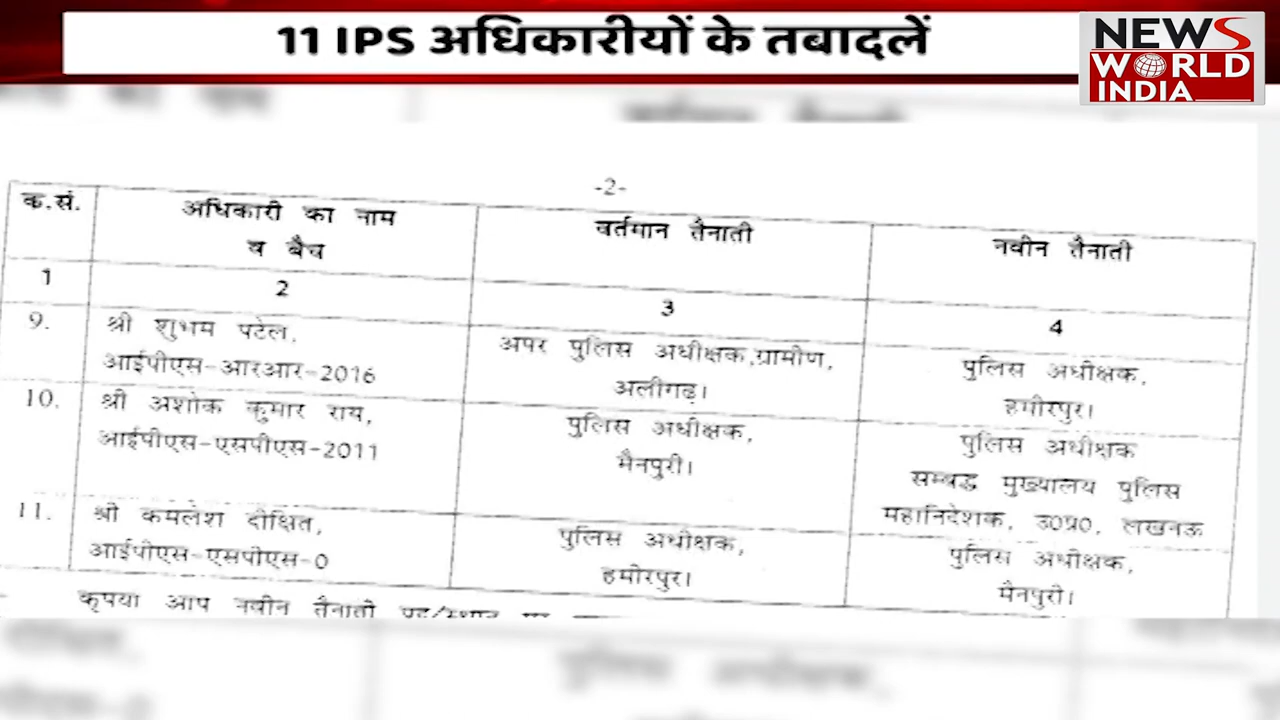 11 IPS अधिकारीयों के तबादलें
NEWS
WORLD
INDIA
-2-
क.सं.
अधिकारी का नाम
व बैच
वर्तमान तैनाती
नवीन तैनाती
1
2
3
4
9.
श्री शुभम पटेल,
आईपीएस-आरआर-2016
अपर पुलिस अधीक्षक,ग्रामीण,
अलीगढ़।
पुलिस अधीक्षक,
हमीरपुर।
10.
श्री अशोक कुमार राय,
आईपीएस-एसपीएस-2011
पुलिस अधीक्षक,
मैनपुरी।
पुलिस अधीक्षक
सम्बद्ध मुख्यालय पुलिस
महानिदेशक, उ0प्र0, लखनऊ
11.
श्री कमलेश दीक्षित,
आईपीएस-एसपीएस-0
पुलिस अधीक्षक,
हमीरपुर।
पुलिस अधीक्षक,
मैनपुरी।
कृपया आप नवीन तैनाती